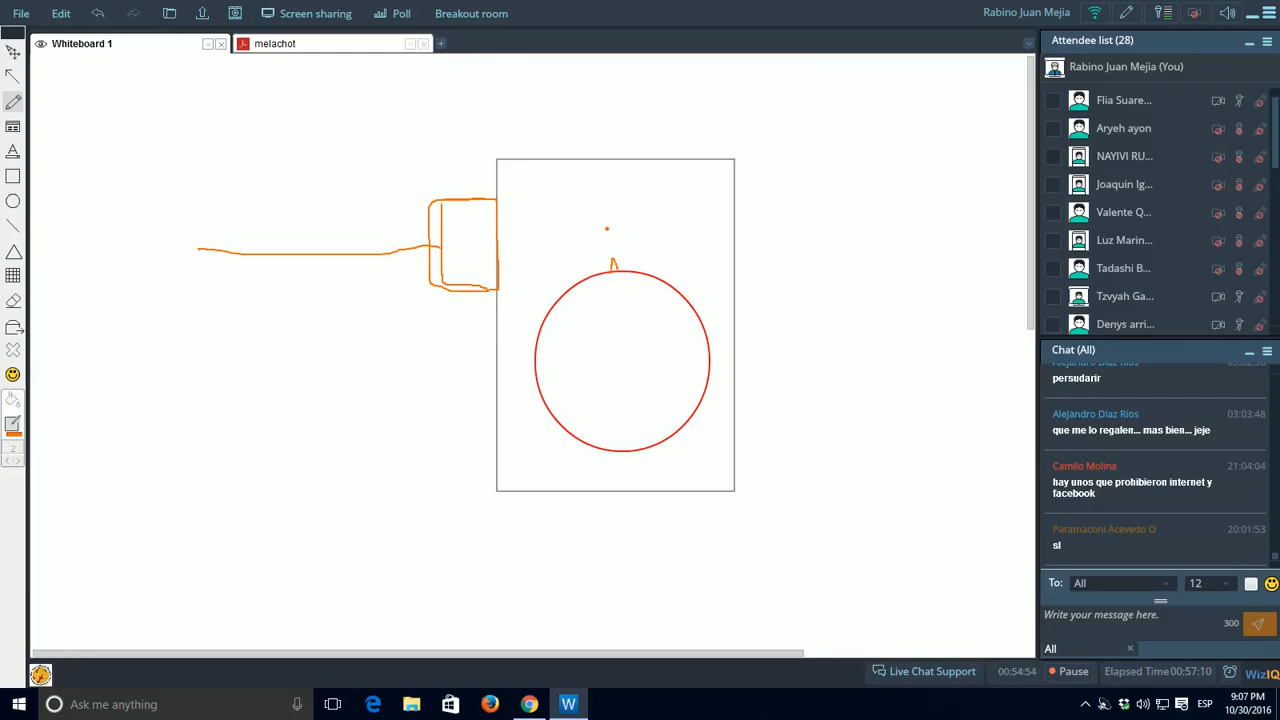 File Edit Screen sharing Poll Breakout room Rabino Juan Mejia
Whiteboard 1 melachot
Attendee list (28)
Rabino Juan Mejia (You)
Flia Suare...
Aryeh ayon
NAYIVI RU...
Joaquin Ig...
Valente Q...
Luz Marin...
Tadashi B...
Tzvyah Ga...
Denys arri...
Chat (All)
Alejandro Diaz Rios
persudarir
Alejandro Diaz Rios 03:03:48
que me lo regalen... mas bien... jeje
Camilo Molina 21:04:04
hay unos que prohibieron internet y
facebook
Paramaconi Acevedo O 20:01:53
sI
To: All 12
Write your message here.
300
All
2
Live Chat Support 00:54:54 Pause Elapsed Time 00:57:10 WizIQ
Ask me anything
ESP
9:07 PM
10/30/2016